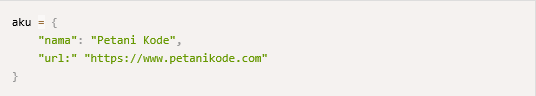 aku = {
    "nama": "Petani Kode",
    "url:" "https://www.petanikode.com"
}